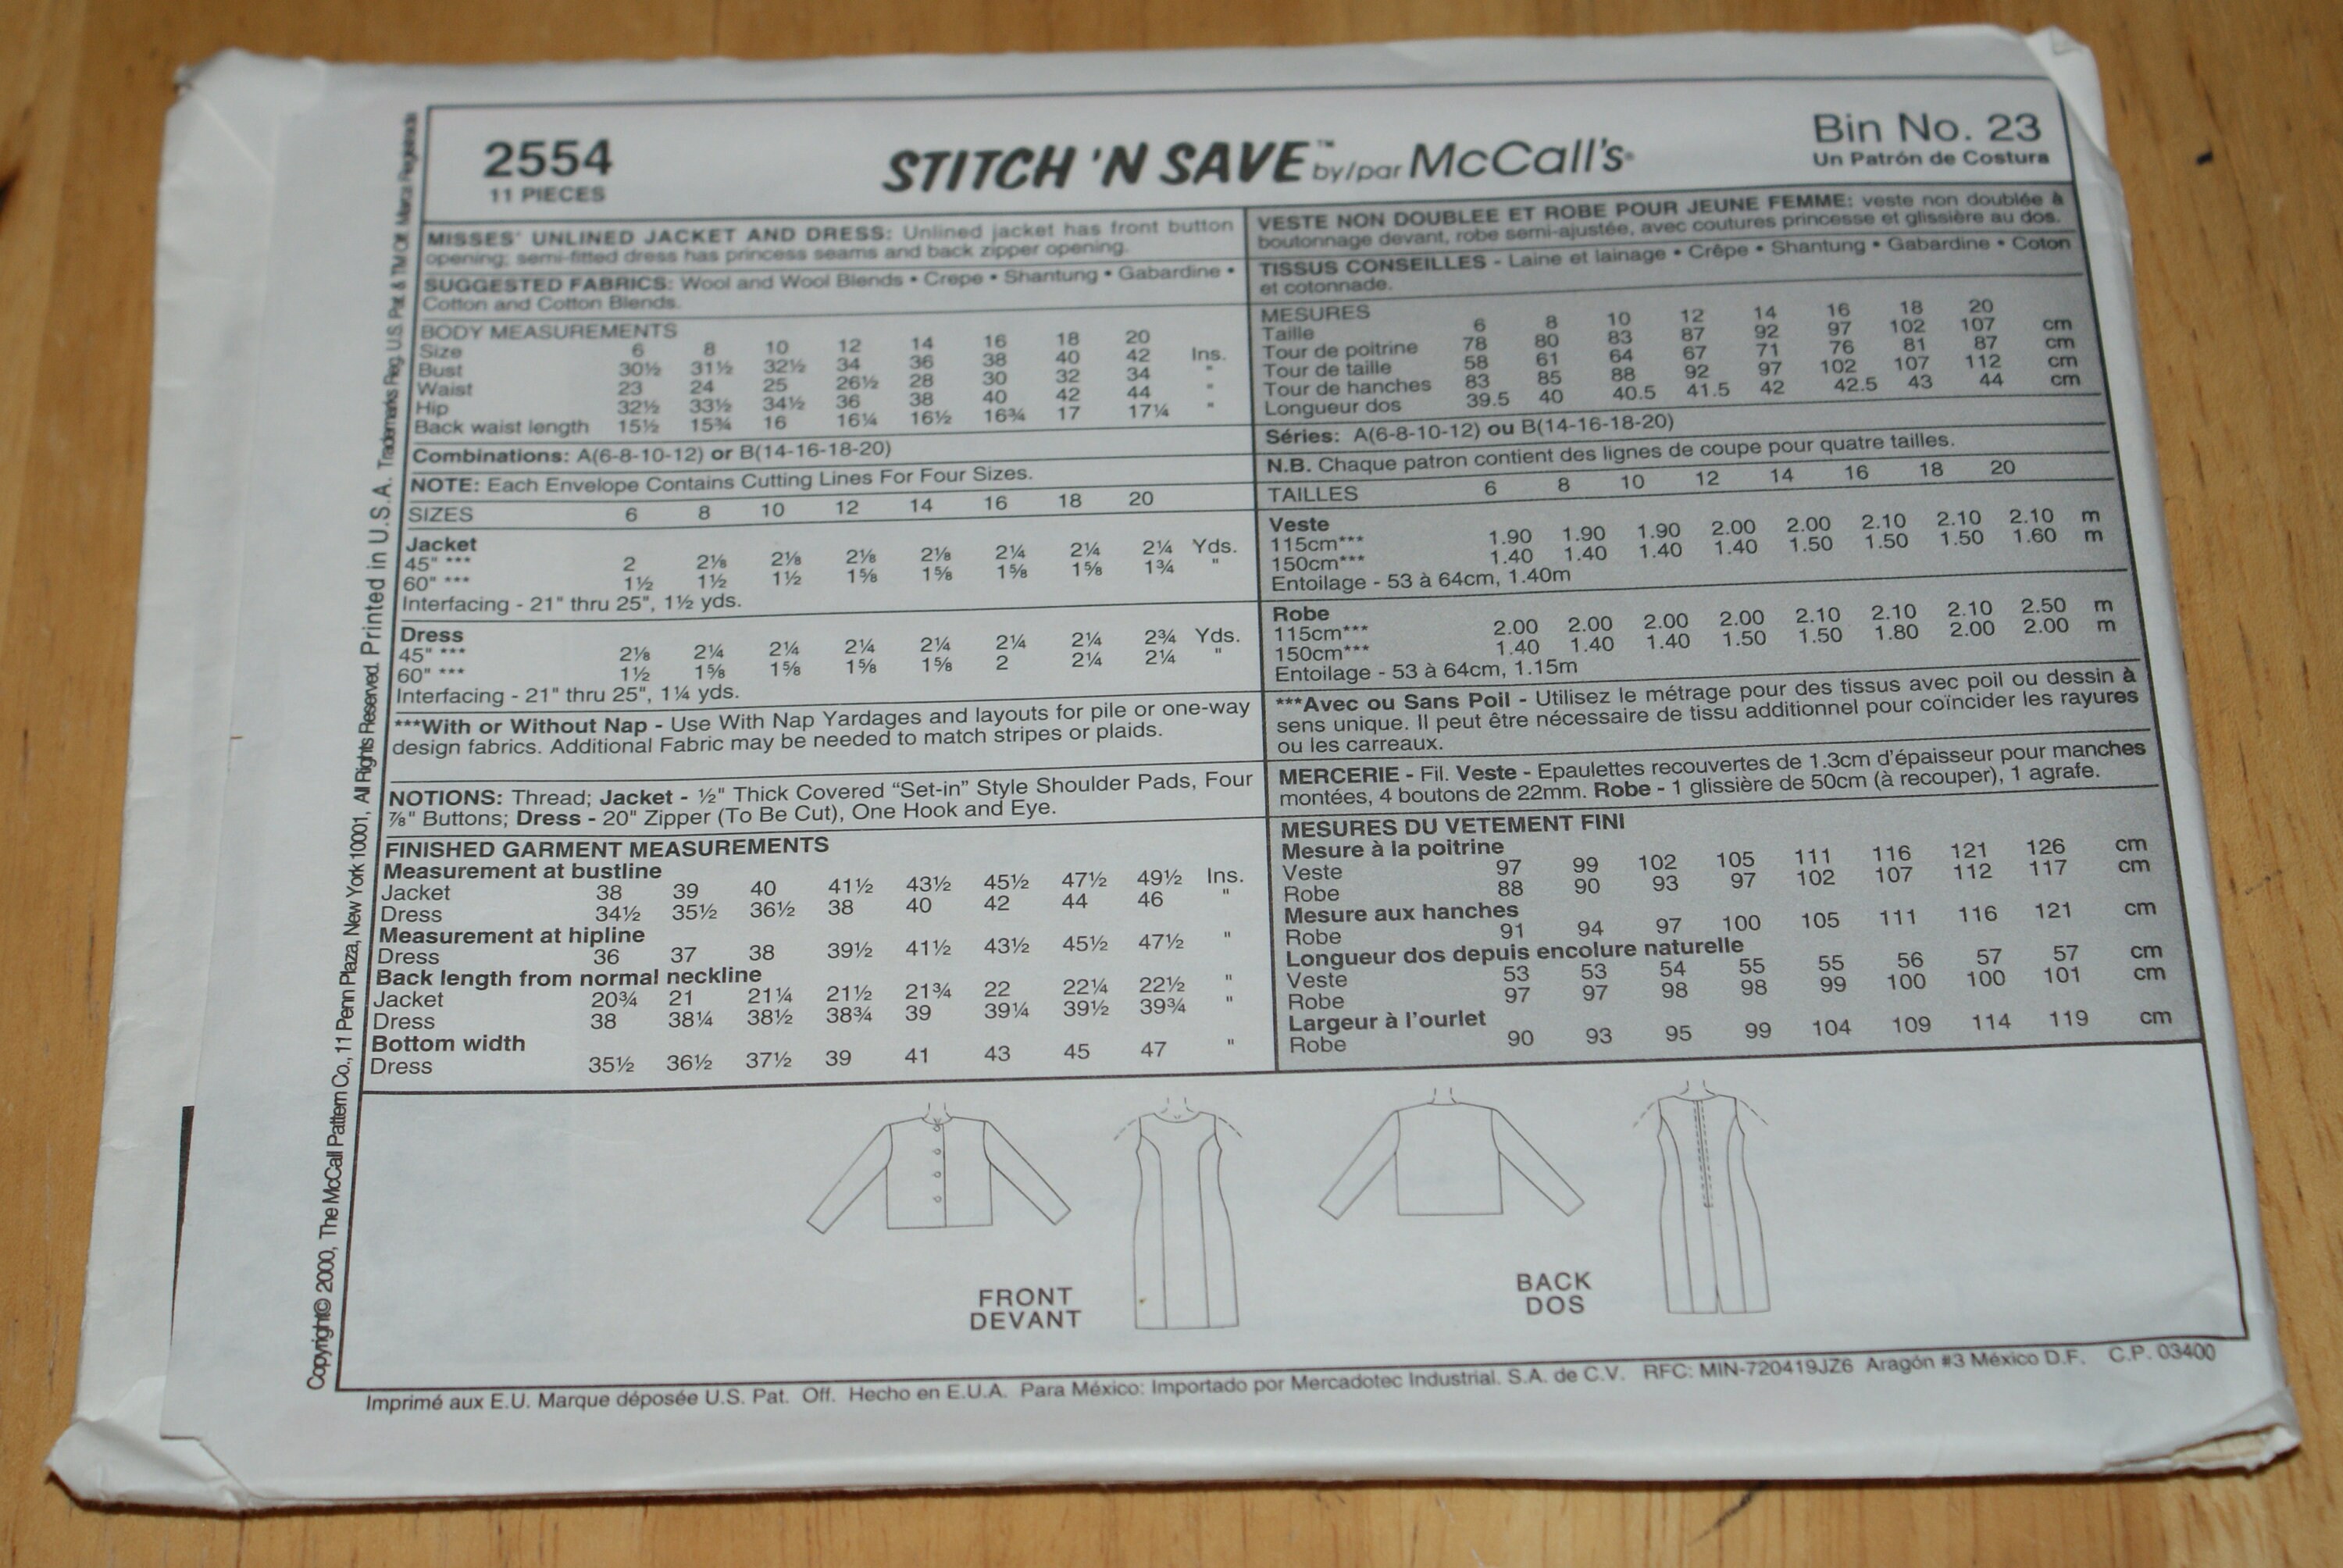 2554
11 PIECES
STITCH 'N SAVE™ by/par McCall's®
Bin No. 23
Un Patrón de Costura
MISSES' UNLINED JACKET AND DRESS: Unlined jacket has front button
opening; semi-fitted dress has princess seams and back zipper opening.
SUGGESTED FABRICS: Wool and Wool Blends • Crepe • Shantung • Gabardine •
Cotton and Cotton Blends.
BODY MEASUREMENTS
Size 6 8 10 12 14 16 18 20
Bust 30½ 31½ 32½ 34 36 38 40 42 Ins.
Waist 23 24 25 26½ 28 30 32 34 "
Hip 32½ 33½ 34½ 36 38 40 42 44 "
Back waist length 15½ 15¾ 16 16¼ 16½ 16¾ 17 17¼ "
Combinations: A(6-8-10-12) or B(14-16-18-20)
NOTE: Each Envelope Contains Cutting Lines For Four Sizes.
SIZES 6 8 10 12 14 16 18 20
Jacket
45" *** 2 2⅛ 2⅛ 2⅛ 2⅛ 2¼ 2¼ 2¼ Yds.
60" *** 1½ 1½ 1½ 1⅝ 1⅝ 1⅝ 1⅝ 1¾ "
Interfacing - 21" thru 25", 1½ yds.
Dress
45" *** 2⅛ 2¼ 2¼ 2¼ 2¼ 2¼ 2¼ 2¾ Yds.
60" *** 1½ 1⅝ 1⅝ 1⅝ 1⅝ 2 2¼ 2¼ "
Interfacing - 21" thru 25", 1¼ yds.
***With or Without Nap - Use With Nap Yardages and layouts for pile or one-way
design fabrics. Additional Fabric may be needed to match stripes or plaids.
NOTIONS: Thread; Jacket - ½" Thick Covered “Set-in” Style Shoulder Pads, Four
⅞" Buttons; Dress - 20" Zipper (To Be Cut), One Hook and Eye.
FINISHED GARMENT MEASUREMENTS
Measurement at bustline
Jacket 38 39 40 41½ 43½ 45½ 47½ 49½ Ins.
Dress 34½ 35½ 36½ 38 40 42 44 46 "
Measurement at hipline
Dress 36 37 38 39½ 41½ 43½ 45½ 47½ "
Back length from normal neckline
Jacket 20¾ 21 21¼ 21½ 21¾ 22 22¼ 22½ "
Dress 38 38¼ 38½ 38¾ 39 39¼ 39½ 39¾ "
Bottom width
Dress 35½ 36½ 37½ 39 41 43 45 47 "
VESTE NON DOUBLEE ET ROBE POUR JEUNE FEMME: veste non doublée à
boutonnage devant, robe semi-ajustée, avec coutures princesse et glissière au dos.
TISSUS CONSEILLES - Laine et lainage • Crêpe • Shantung • Gabardine • Coton
et cotonnade.
MESURES
Taille 6 8 10 12 14 16 18 20
Tour de poitrine 78 80 83 87 92 97 102 107 cm
Tour de taille 58 61 64 67 71 76 81 87 cm
Tour de hanches 83 85 88 92 97 102 107 112 cm
Longueur dos 39.5 40 40.5 41.5 42 42.5 43 44 cm
Séries: A(6-8-10-12) ou B(14-16-18-20)
N.B. Chaque patron contient des lignes de coupe pour quatre tailles.
TAILLES 6 8 10 12 14 16 18 20
Veste
115cm*** 1.90 1.90 1.90 2.00 2.00 2.10 2.10 2.10 m
150cm*** 1.40 1.40 1.40 1.40 1.50 1.50 1.50 1.60 m
Entoilage - 53 à 64cm, 1.40m
Robe
115cm*** 2.00 2.00 2.00 2.00 2.10 2.10 2.10 2.50 m
150cm*** 1.40 1.40 1.40 1.50 1.50 1.80 2.00 2.00 m
Entoilage - 53 à 64cm, 1.15m
***Avec ou Sans Poil - Utilisez le métrage pour des tissus avec poil ou dessin à
sens unique. Il peut être nécessaire de tissu additionnel pour coïncider les rayures
ou les carreaux.
MERCERIE - Fil. Veste - Epaulettes recouvertes de 1.3cm d'épaisseur pour manches
montées, 4 boutons de 22mm. Robe - 1 glissière de 50cm (à recouper), 1 agrafe.
MESURES DU VETEMENT FINI
Mesure à la poitrine
Veste 97 99 102 105 111 116 121 126 cm
Robe 88 90 93 97 102 107 112 117 cm
Mesure aux hanches
Robe 91 94 97 100 105 111 116 121 cm
Longueur dos depuis encolure naturelle
Veste 53 53 54 55 55 56 57 57 cm
Robe 97 97 98 98 99 100 100 101 cm
Largeur à l'ourlet
Robe 90 93 95 99 104 109 114 119 cm
FRONT
DEVANT
BACK
DOS
Imprimé aux E.U. Marque déposée U.S. Pat. Off. Hecho en E.U.A. Para México: Importado por Mercadotec Industrial. S.A. de C.V. RFC: MIN-720419JZ6 Aragón #3 México D.F. C.P. 03400
Copyright© 2000, The McCall Pattern Co., 11 Penn Plaza, New York 10001, All Rights Reserved. Printed in U.S.A. Trademarks Reg. U.S. Pat. & TM Off. Marca Registrada